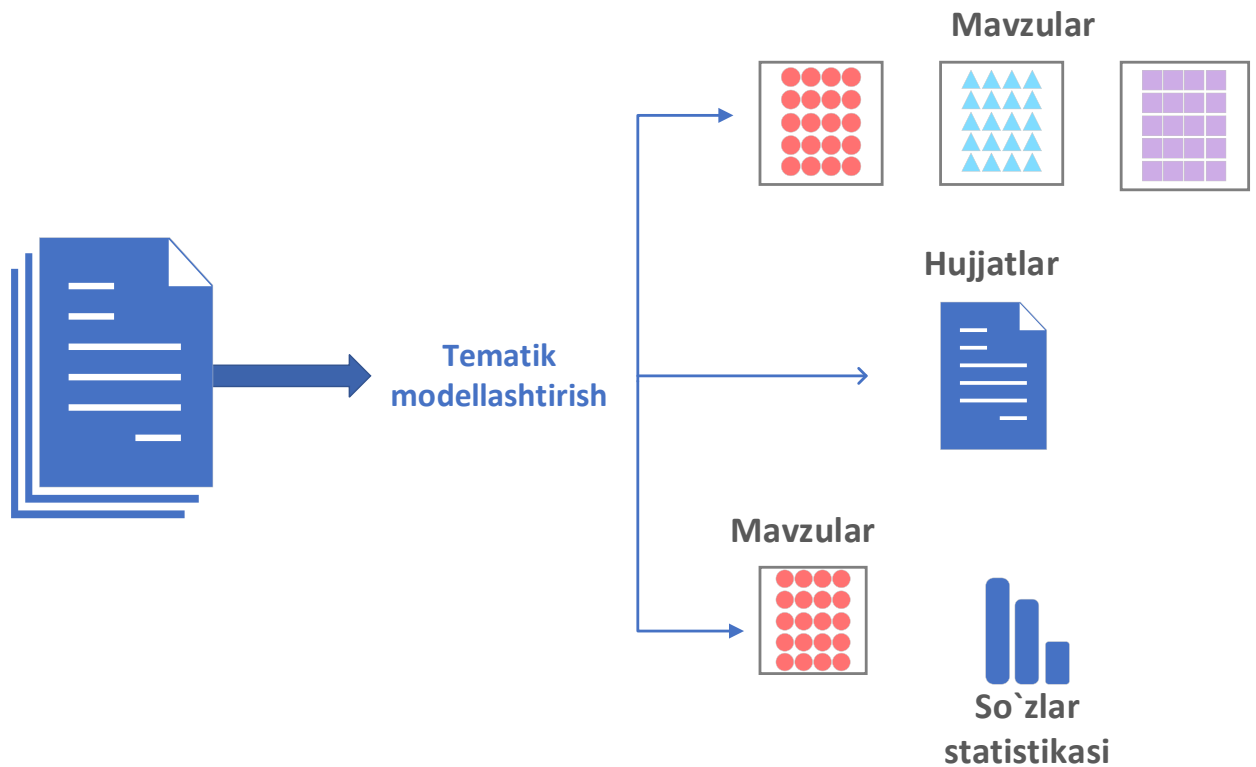 Mavzular
Hujjatlar
Tematik
modellashtirish
Mavzular
So`zlar
statistikasi